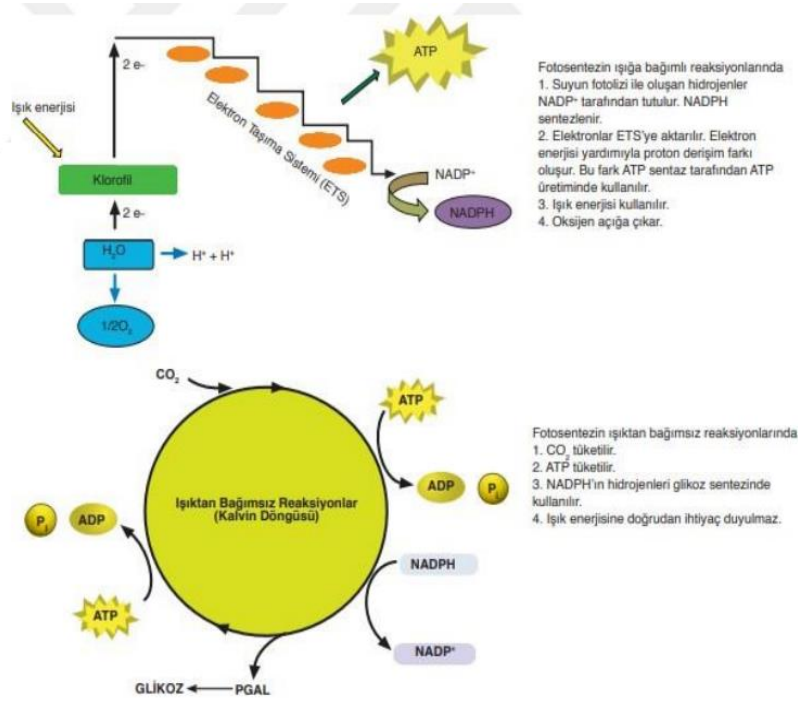 ATP
2 e-
Işık enerjisi
Elektron Taşıma Sistemi (ETS)
Klorofil
NADP⁺
NADPH
2 e-
H₂O
H⁺ + H⁺
1/2O₂
Fotosentezin ışığa bağımlı reaksiyonlarında
1. Suyun fotolizi ile oluşan hidrojenler
NADP⁺ tarafından tutulur. NADPH
sentezlenir.
2. Elektronlar ETS'ye aktarılır. Elektron
enerjisi yardımıyla proton derişim farkı
oluşur. Bu fark ATP sentaz tarafından ATP
üretiminde kullanılır.
3. Işık enerjisi kullanılır.
4. Oksijen açığa çıkar.
CO₂
ATP
ADP
Pᵢ
Işıktan Bağımsız Reaksiyonlar
(Kalvin Döngüsü)
Pᵢ
ADP
ATP
NADPH
NADP⁺
GLİKOZ
PGAL
Fotosentezin ışıktan bağımsız reaksiyonlarında
1. CO₂ tüketilir.
2. ATP tüketilir.
3. NADPH'ın hidrojenleri glikoz sentezinde
kullanılır.
4. Işık enerjisine doğrudan ihtiyaç duyulmaz.